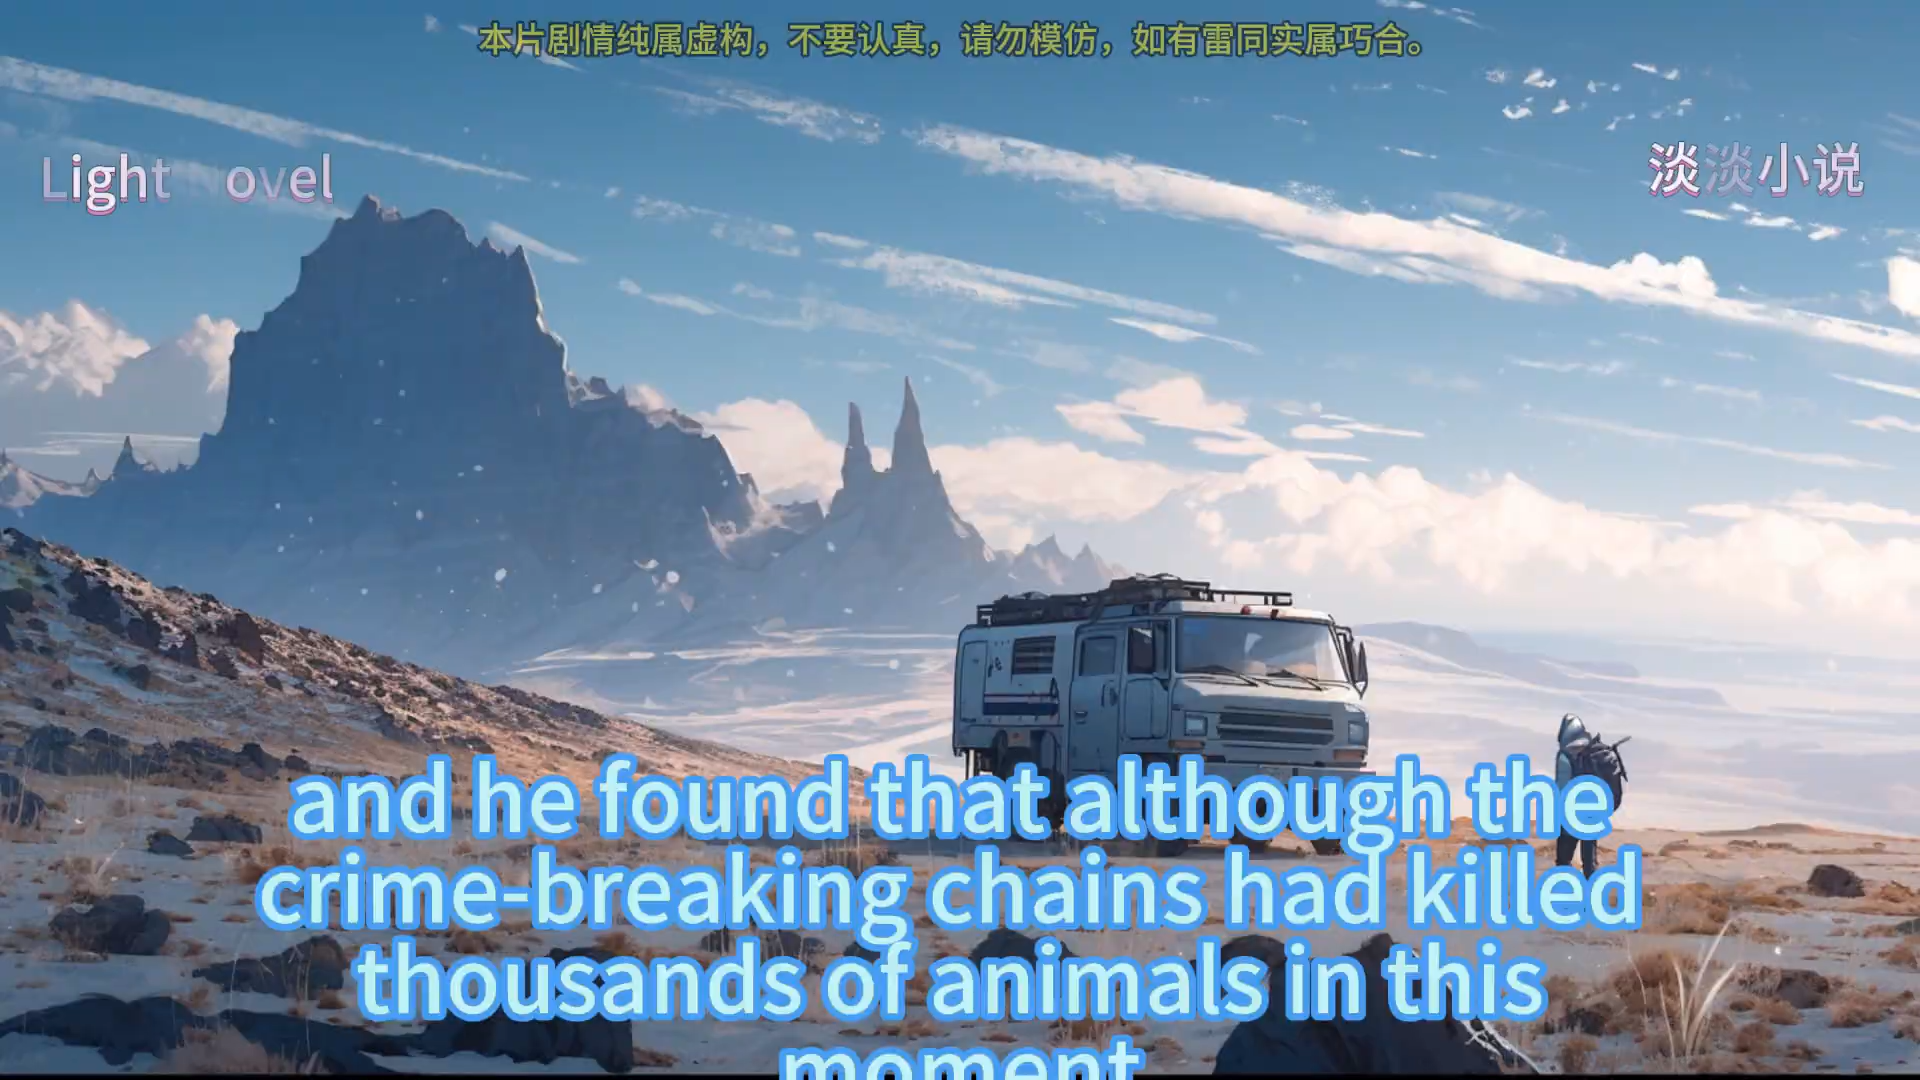 本片剧情纯属虚构，不要认真，请勿模仿，如有雷同实属巧合。
Light Novel
淡淡小说
and he found that although the
crime-breaking chains had killed
thousands of animals in this
moment